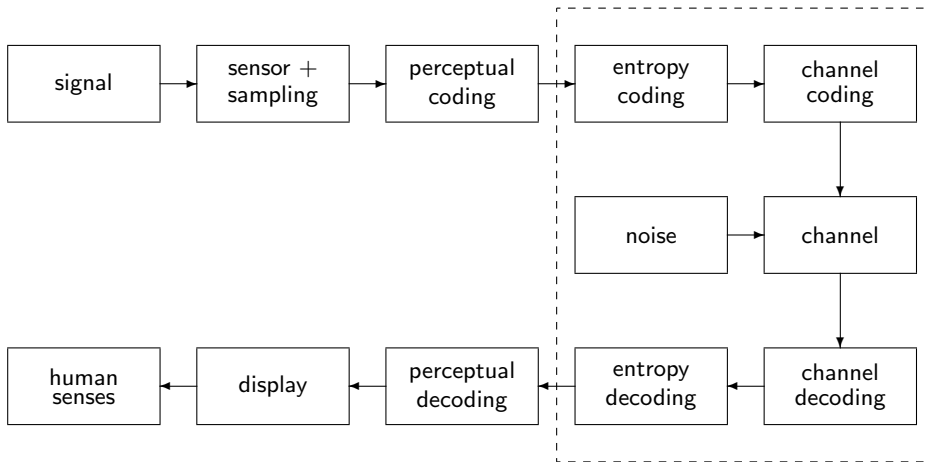 signal
sensor +
sampling
perceptual
coding
entropy
coding
channel
coding
noise
channel
human
senses
display
perceptual
decoding
entropy
decoding
channel
decoding